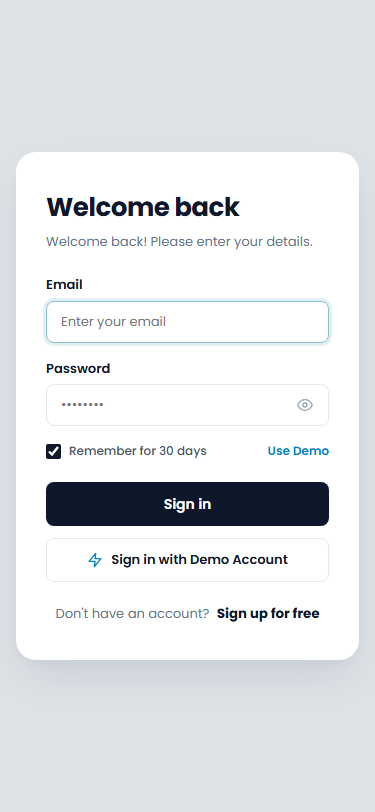 Welcome back
Welcome back! Please enter your details.
Email
Enter your email
Password
••••••••
Remember for 30 days Use Demo
Sign in
Sign in with Demo Account
Don't have an account? Sign up for free